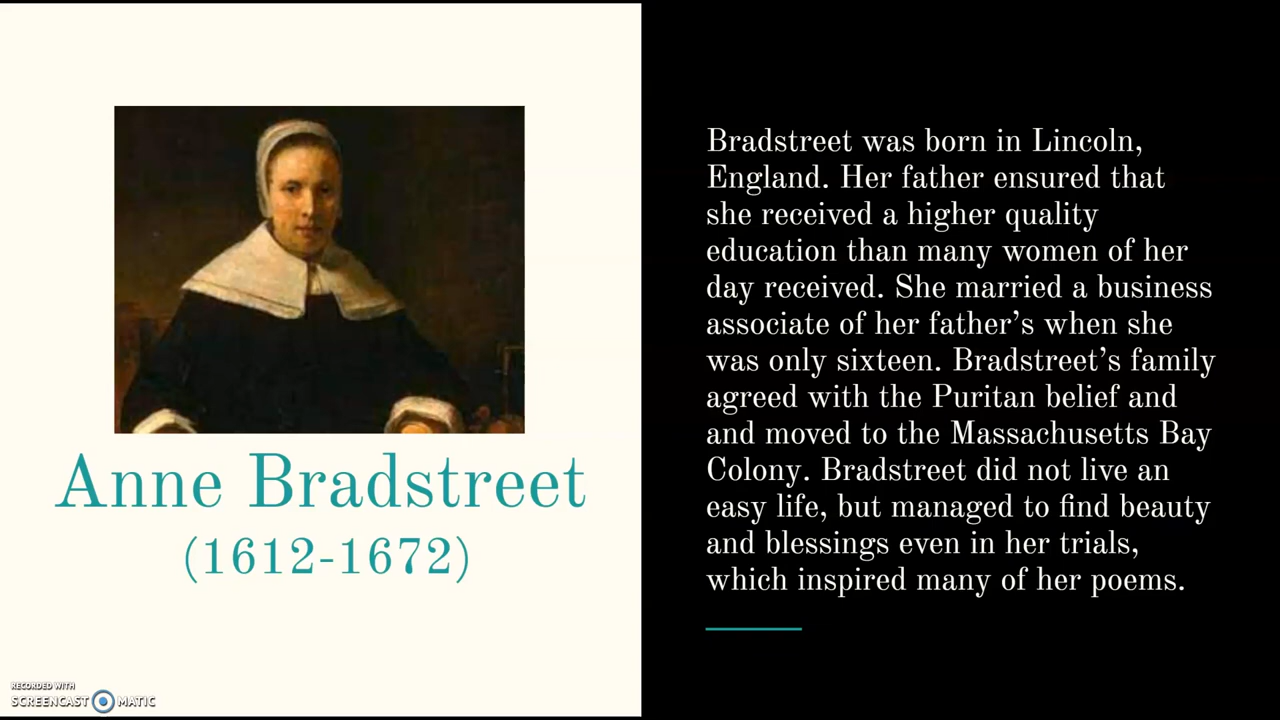 Anne Bradstreet
(1612-1672)
Bradstreet was born in Lincoln,
England. Her father ensured that
she received a higher quality
education than many women of her
day received. She married a business
associate of her father's when she
was only sixteen. Bradstreet's family
agreed with the Puritan belief and
and moved to the Massachusetts Bay
Colony. Bradstreet did not live an
easy life, but managed to find beauty
and blessings even in her trials,
which inspired many of her poems.
RECORDED WITH
SCREENCAST MATIC